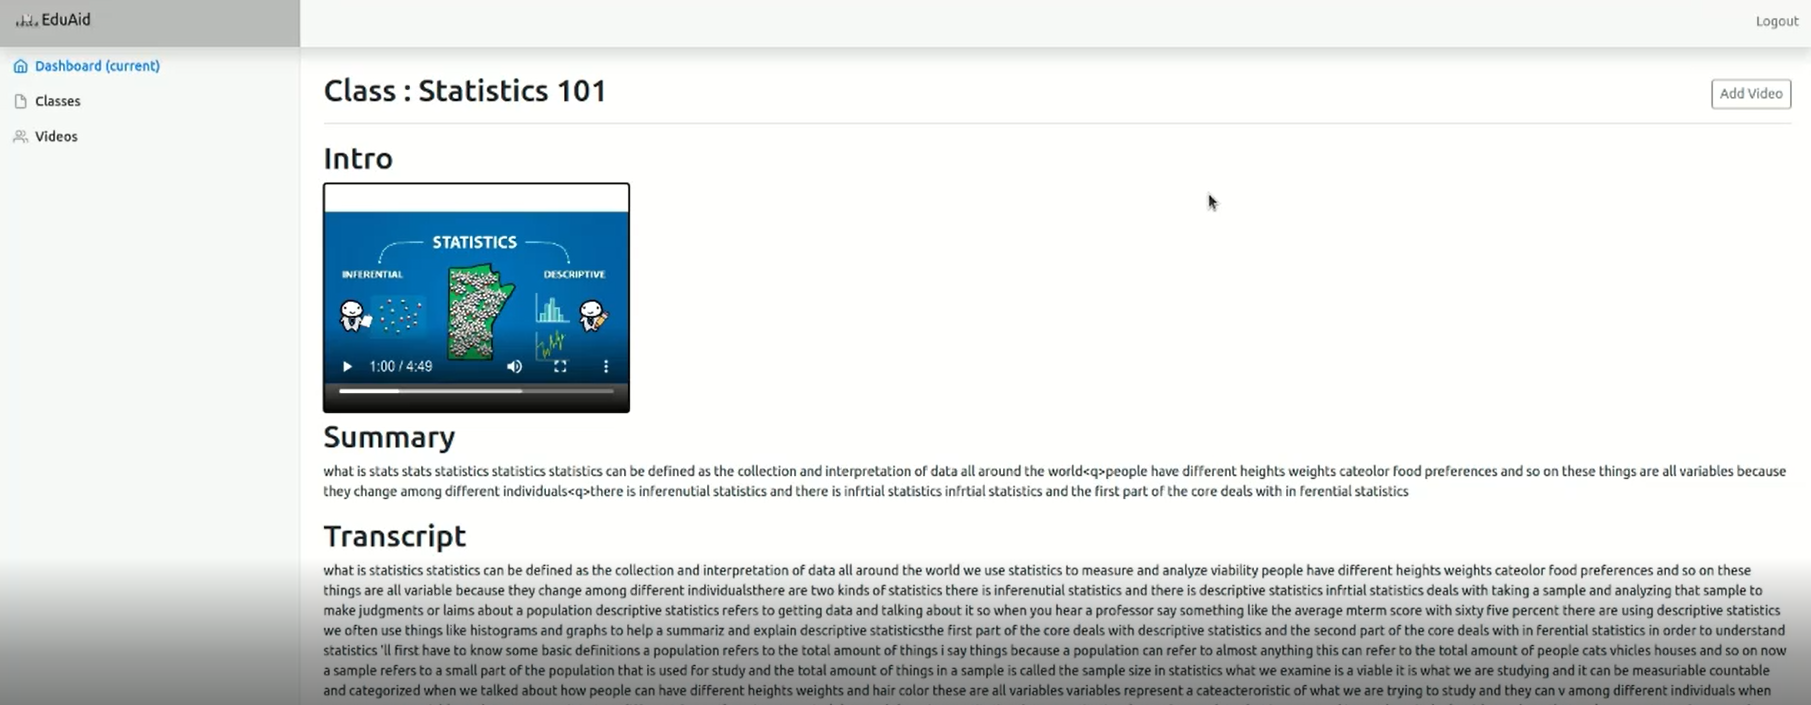 EduAid
Logout
Dashboard (current)
Classes
Videos
Class : Statistics 101
Add Video
Intro
STATISTICS
INFERENTIAL
DESCRIPTIVE
1:00 / 4:49
Summary
what is stats stats statistics statistics statistics can be defined as the collection and interpretation of data all around the world<q>people have different heights weights cateolor food preferences and so on these things are all variables because
they change among different individuals<q>there is inferenutial statistics and there is infrtial statistics infrtial statistics and the first part of the core deals with in ferential statistics
Transcript
what is statistics statistics can be defined as the collection and interpretation of data all around the world we use statistics to measure and analyze viability people have different heights weights cateolor food preferences and so on these
things are all variable because they change among different individualsthere are two kinds of statistics there is inferenutial statistics and there is descriptive statistics infrtial statistics deals with taking a sample and analyzing that sample to
make judgments or laims about a population descriptive statistics refers to getting data and talking about it so when you hear a professor say something like the average mterm score with sixty five percent there are using descriptive statistics
we often use things like histograms and graphs to help a summariz and explain descriptive statisticsthe first part of the core deals with descriptive statistics and the second part of the core deals with in ferential statistics in order to understand
statistics 'll first have to know some basic definitions a population refers to the total amount of things i say things because a population can refer to almost anything this can refer to the total amount of people cats vhicles houses and so on now
a sample refers to a small part of the population that is used for study and the total amount of things in a sample is called the sample size in statistics what we examine is a viable it is what we are studying and it can be measuriable countable
and categorized when we talked about how people can have different heights weights and hair color these are all variables variables represent a cateacteroristic of what we are trying to study and they can v among different individuals when